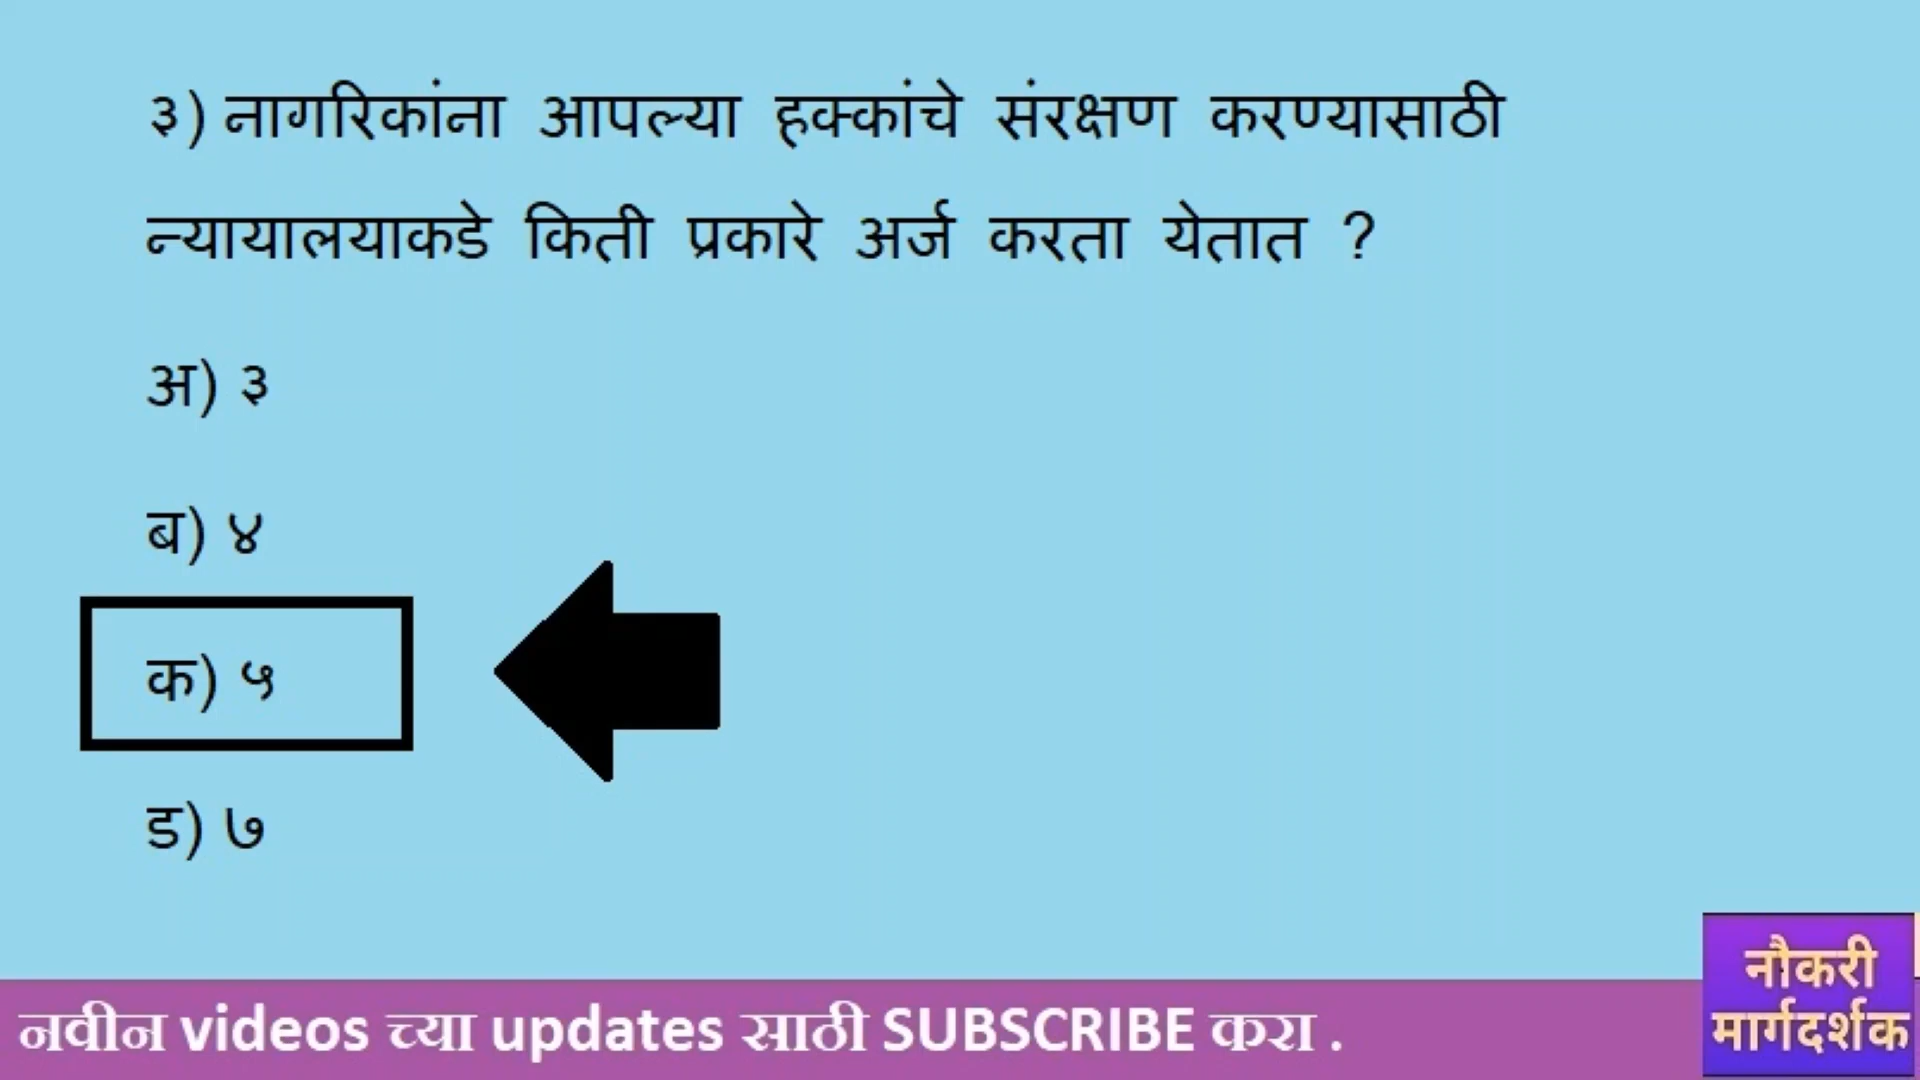 ३) नागरिकांना आपल्या हक्कांचे संरक्षण करण्यासाठी
न्यायालयाकडे किती प्रकारे अर्ज करता येतात ?
अ) ३
ब) ४
क) ५
ड) ७
नौकरी
मार्गदर्शक
नवीन videos च्या updates साठी SUBSCRIBE करा .